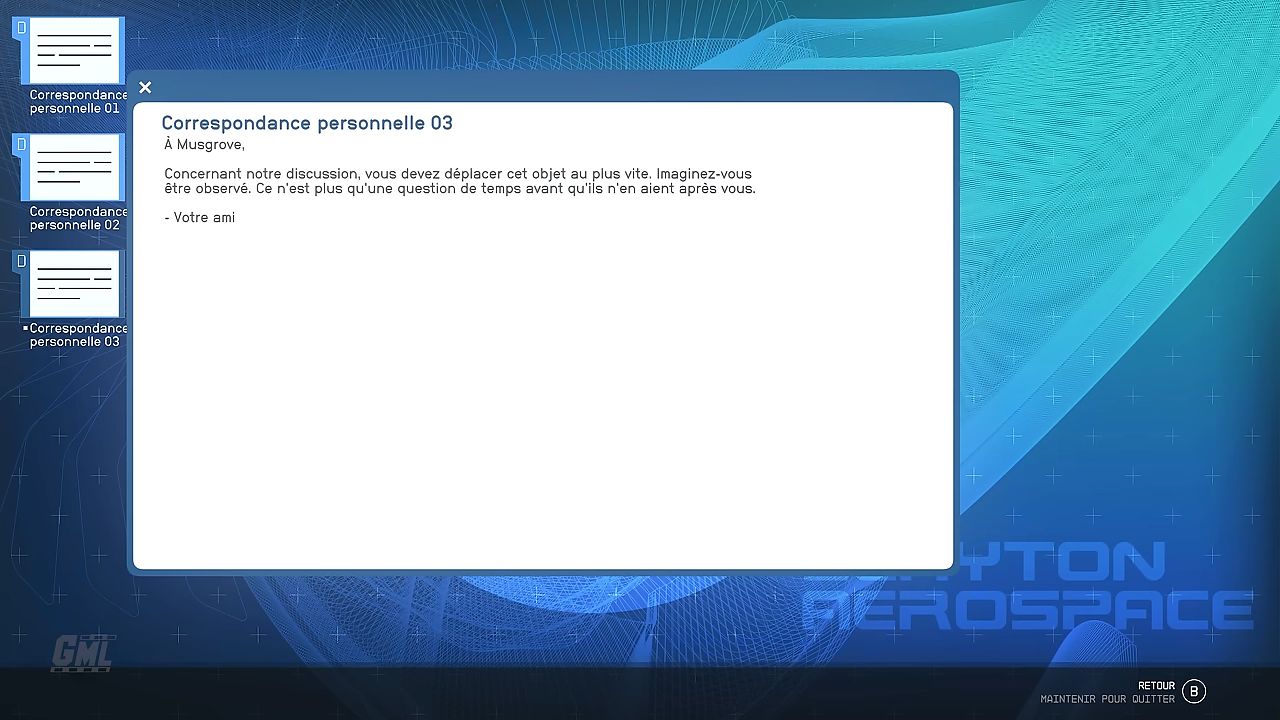 Correspondance
personnelle 01
Correspondance
personnelle 02
Correspondance
personnelle 03
Correspondance personnelle 03
À Musgrove,
Concernant notre discussion, vous devez déplacer cet objet au plus vite. Imaginez-vous
être observé. Ce n'est plus qu'une question de temps avant qu'ils n'en aient après vous.
- Votre ami
AEROSPACE
GML
RETOUR
MAINTENIR POUR QUITTER
B